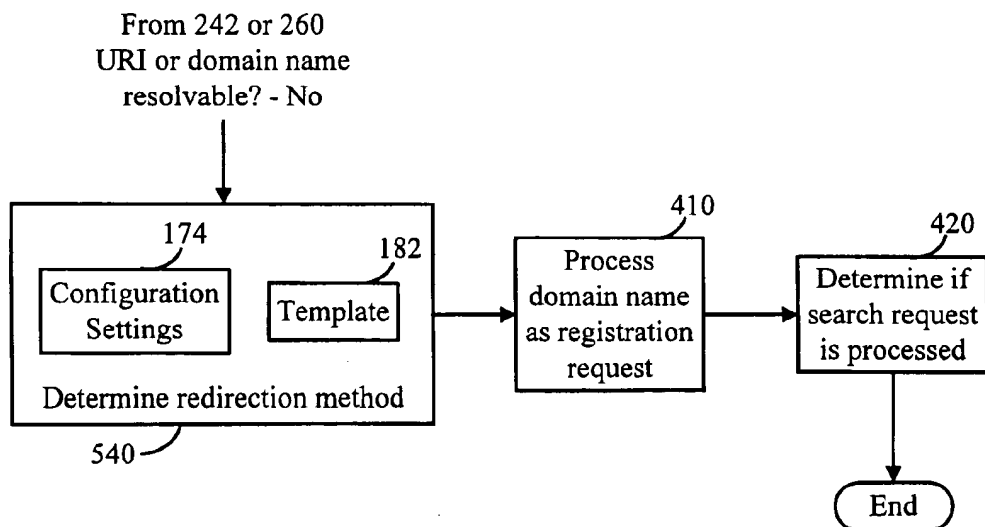 From 242 or 260
URI or domain name
resolvable? - No
174
182
Configuration
Settings
Template
Determine redirection method
540
410
Process
domain name
as registration
request
420
Determine if
search request
is processed
End